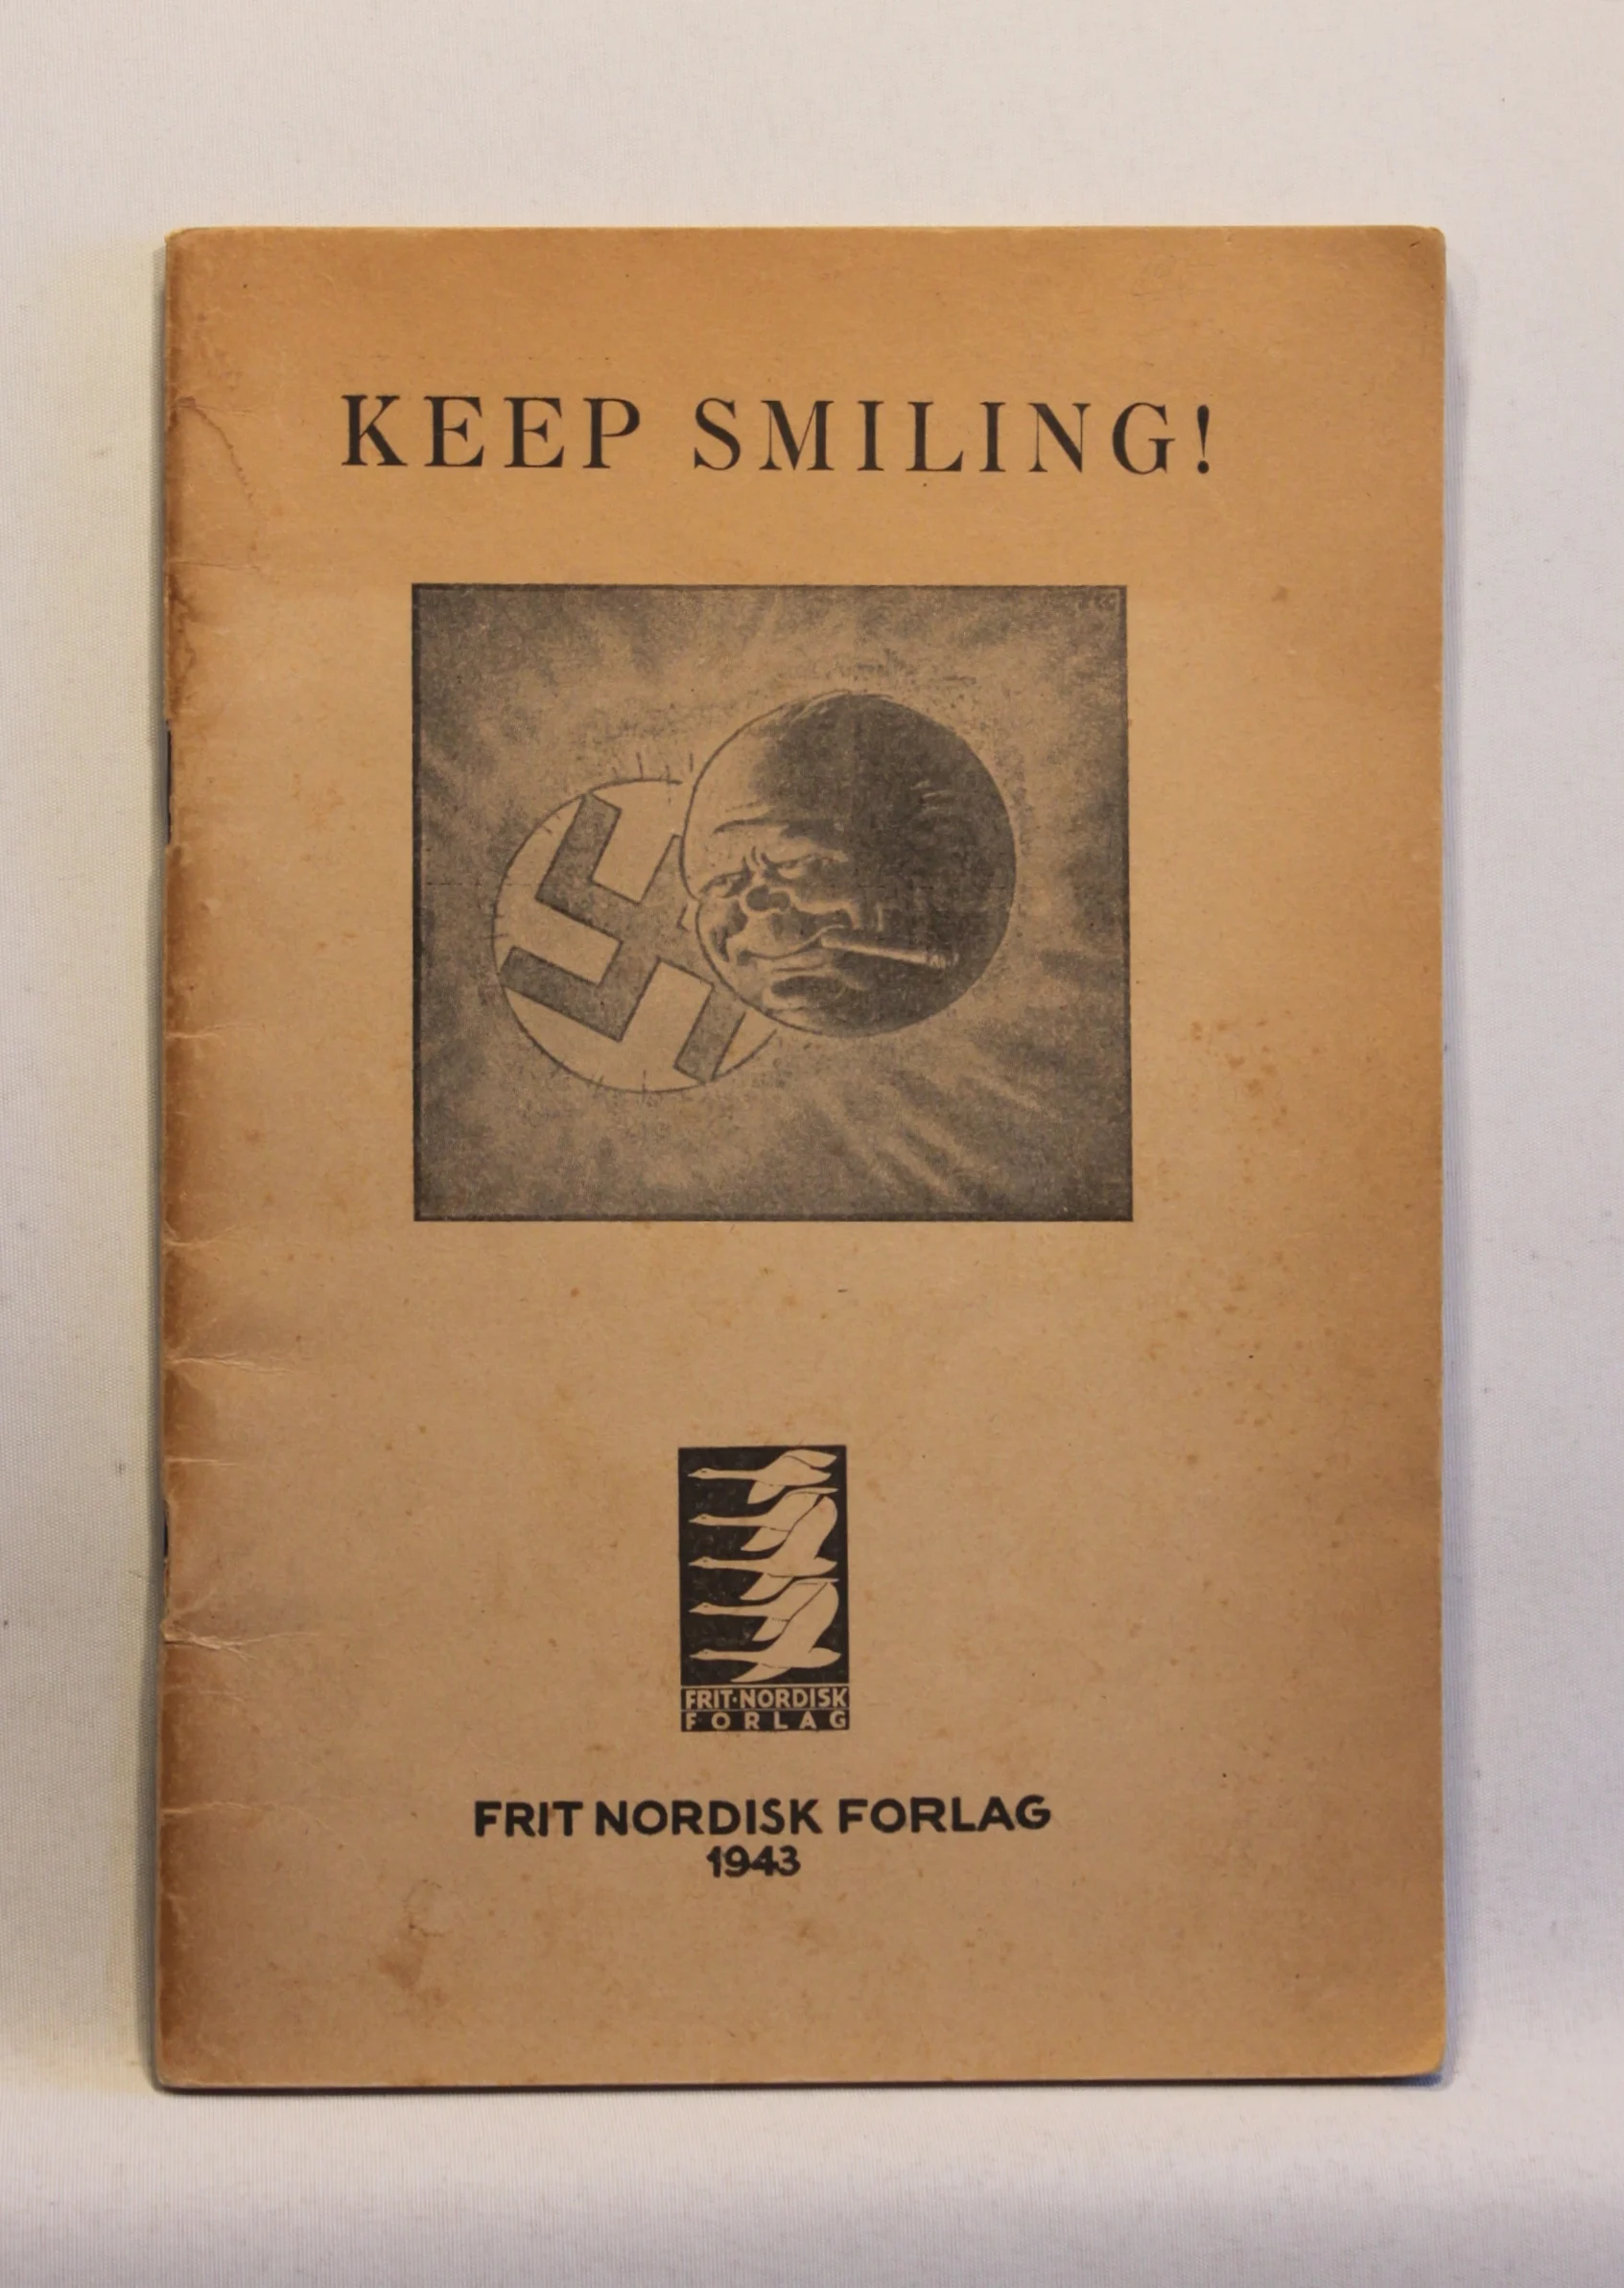 KEEP SMILING!
FRIT·NORDISK
FORLAG
FRIT NORDISK FORLAG
1943